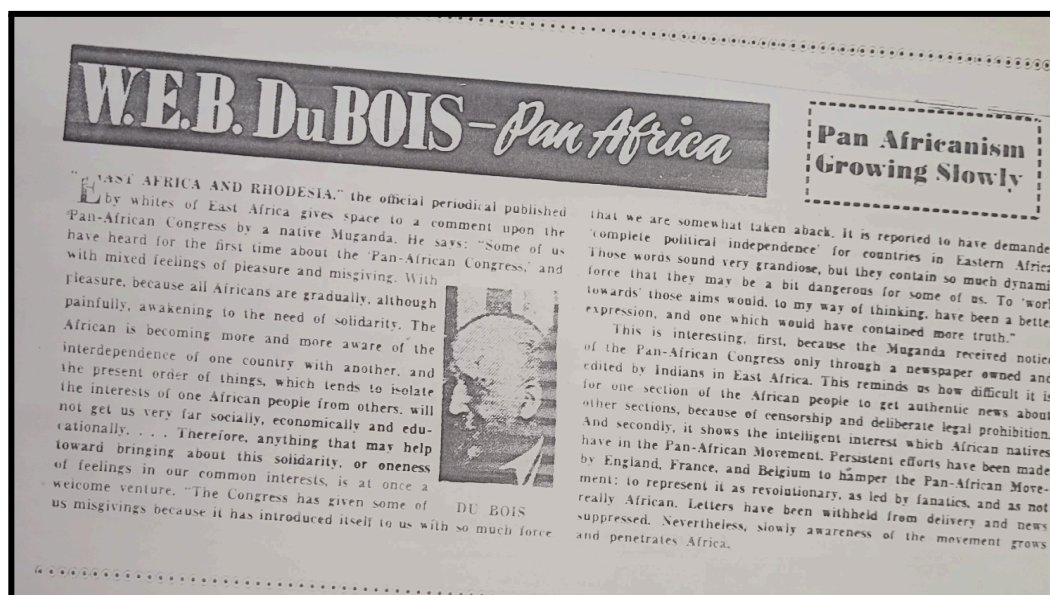 W.E.B. DuBOIS – Pan Africa
"EAST AFRICA AND RHODESIA," the official periodical published
by whites of East Africa gives space to a comment upon the
Pan-African Congress by a native Muganda. He says: "Some of us
have heard for the first time about the 'Pan-African Congress,' and
with mixed feelings of pleasure and misgiving. With
pleasure, because all Africans are gradually, although
painfully, awakening to the need of solidarity. The
African is becoming more and more aware of the
interdependence of one country with another, and
the present order of things, which tends to isolate
the interests of one African people from others, will
not get us very far socially, economically and edu-
cationally. . . . Therefore, anything that may help
toward bringing about this solidarity, or oneness
of feelings in our common interests, is at once a
welcome venture. "The Congress has given some of
us misgivings because it has introduced itself to us with so much force
DU BOIS
Pan Africanism
Growing Slowly
that we are somewhat taken aback. It is reported to have demande
'complete political independence' for countries in Eastern Africa
Those words sound very grandiose, but they contain so much dynami
force that they may be a bit dangerous for some of us. To 'work
towards' those aims would, to my way of thinking, have been a bette
expression, and one which would have contained more truth."
This is interesting, first, because the Muganda received notice
of the Pan-African Congress only through a newspaper owned and
edited by Indians in East Africa. This reminds us how difficult it is
for one section of the African people to get authentic news about
other sections, because of censorship and deliberate legal prohibition.
And secondly, it shows the intelligent interest which African natives
have in the Pan-African Movement. Persistent efforts have been made
by England, France, and Belgium to hamper the Pan-African Move-
ment; to represent it as revolutionary, as led by fanatics, and as not
really African. Letters have been withheld from delivery and news
suppressed. Nevertheless, slowly awareness of the movement grows
and penetrates Africa.